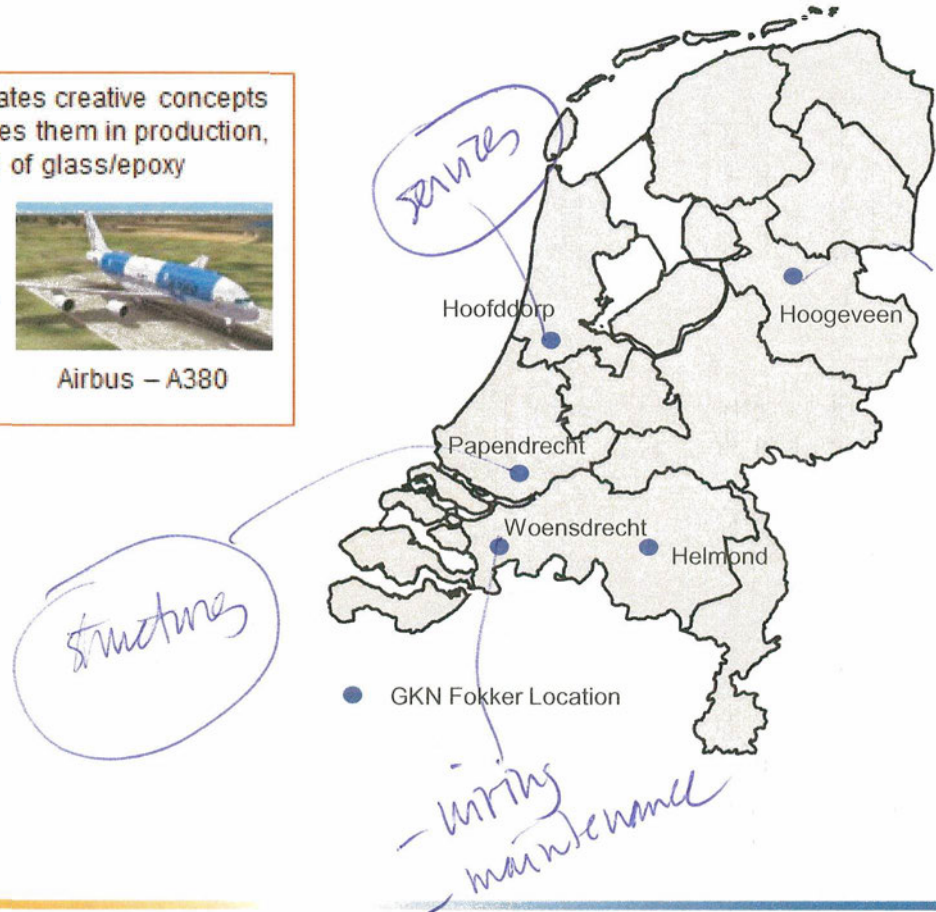 ates creative concepts
es them in production,
of glass/epoxy
Airbus – A380
services
Hoofddorp
Hoogeveen
Papendrecht
Woensdrecht
Helmond
structures
GKN Fokker Location
- wiring
- maintenance